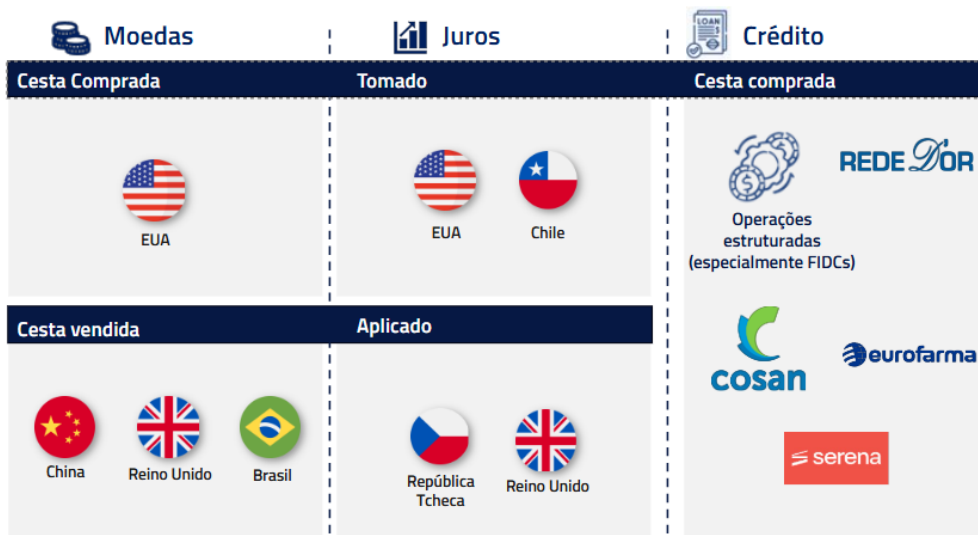 Moedas
Juros
LOAN
Crédito
Cesta Comprada
Tomado
Cesta comprada
EUA
EUA
Chile
Operações
estruturadas
(especialmente FIDCs)
REDE D'OR
Cesta vendida
Aplicado
cosan
eurofarma
China
Reino Unido
Brasil
República
Tcheca
Reino Unido
serena